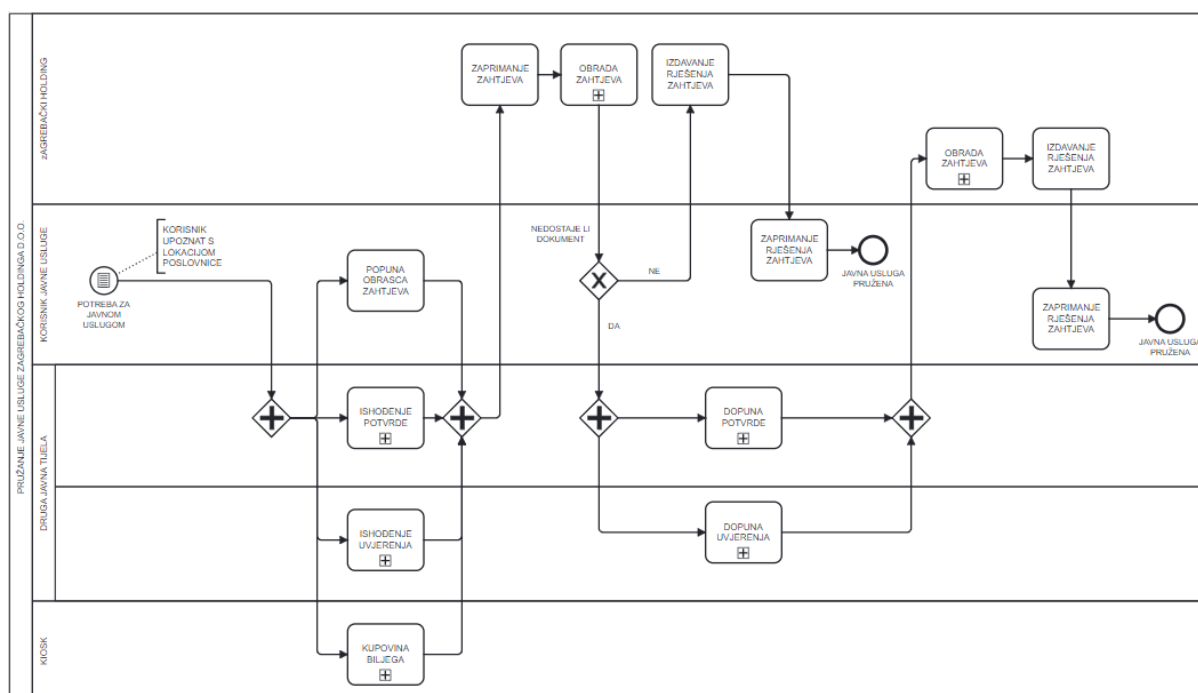 PRUŽANJE JAVNE USLUGE ZAGREBAČKOG HOLDINGA D.O.O.
zAGREBAČKI HOLDING
ZAPRIMANJE
ZAHTJEVA
OBRADA
ZAHTJEVA
IZDAVANJE
RJEŠENJA
ZAHTJEVA
OBRADA
ZAHTJEVA
IZDAVANJE
RJEŠENJA
ZAHTJEVA
KORISNIK JAVNE USLUGE
KORISNIK
UPOZNAT S
LOKACIJOM
POSLOVNICE
POTREBA ZA
JAVNOM
USLUGOM
POPUNA
OBRASCA
ZAHTJEVA
NEDOSTAJE LI
DOKUMENT
NE
DA
ZAPRIMANJE
RJEŠENJA
ZAHTJEVA
JAVNA USLUGA
PRUŽENA
ZAPRIMANJE
RJEŠENJA
ZAHTJEVA
JAVNA USLUGA
PRUŽENA
DRUGA JAVNA TIJELA
ISHOĐENJE
POTVRDE
DOPUNA
POTVRDE
ISHOĐENJE
UVJERENJA
DOPUNA
UVJERENJA
KIOSK
KUPOVINA
BILJEGA